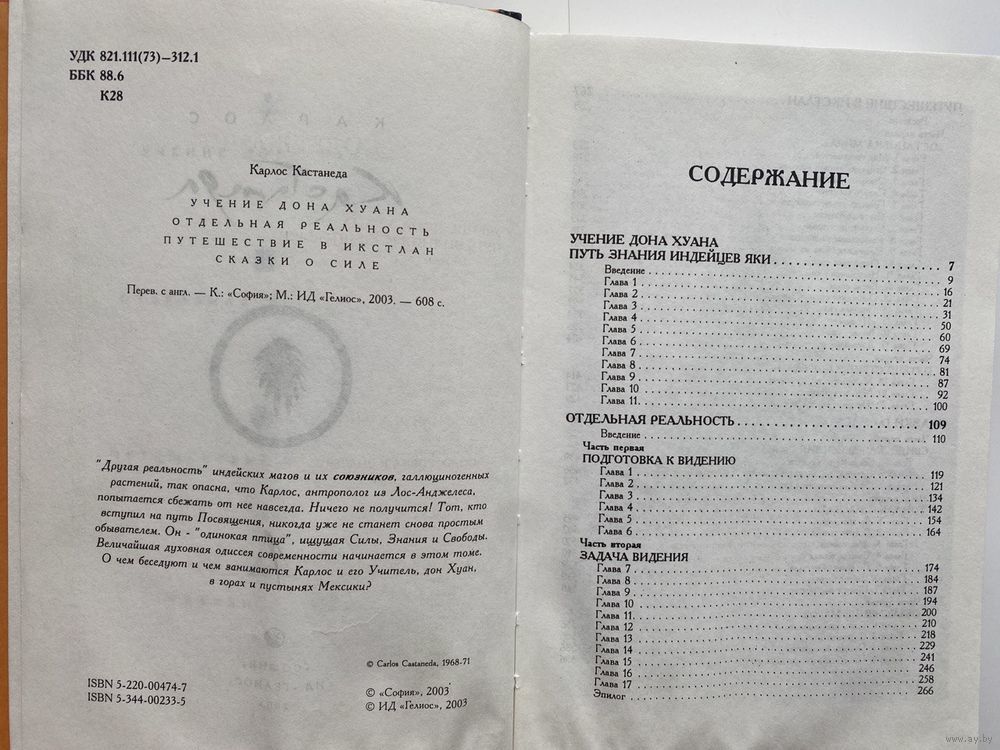 УДК 821.111(73)—312.1
ББК 88.6
К28
Карлос Кастанеда
УЧЕНИЕ ДОНА ХУАНА
ОТДЕЛЬНАЯ РЕАЛЬНОСТЬ
ПУТЕШЕСТВИЕ В ИКСТЛАН
СКАЗКИ О СИЛЕ
Перев. с англ. — К.: «София»; М.: ИД «Гелиос», 2003. — 608 с.
"Другая реальность" индейских магов и их союзников, галлюциногенных
растений, так опасна, что Карлос, антрополог из Лос-Анджелеса,
попытается сбежать от нее навсегда. Ничего не получится! Тот, кто
вступил на путь Посвящения, никогда уже не станет снова простым
обывателем. Он - "одинокая птица", ищущая Силы, Знания и Свободы.
Величайшая духовная одиссея современности начинается в этом томе.
О чем беседуют и чем занимаются Карлос и его Учитель, дон Хуан,
в горах и пустынях Мексики?
© Carlos Castaneda, 1968-71
ISBN 5-220-00474-7
ISBN 5-344-00233-5
© «София», 2003
© ИД «Гелиос», 2003
СОДЕРЖАНИЕ
УЧЕНИЕ ДОНА ХУАНА
ПУТЬ ЗНАНИЯ ИНДЕЙЦЕВ ЯКИ 7
Введение 9
Глава 1 16
Глава 2 21
Глава 3 31
Глава 4 50
Глава 5 60
Глава 6 69
Глава 7 74
Глава 8 81
Глава 9 87
Глава 10 92
Глава 11 100
ОТДЕЛЬНАЯ РЕАЛЬНОСТЬ 109
Введение 110
Часть первая
ПОДГОТОВКА К ВИДЕНИЮ
Глава 1 119
Глава 2 121
Глава 3 134
Глава 4 142
Глава 5 154
Глава 6 164
Часть вторая
ЗАДАЧА ВИДЕНИЯ
Глава 7 174
Глава 8 184
Глава 9 187
Глава 10 194
Глава 11 200
Глава 12 210
Глава 13 218
Глава 14 229
Глава 15 241
Глава 16 246
Глава 17 258
Эпилог 266
www.ay.by